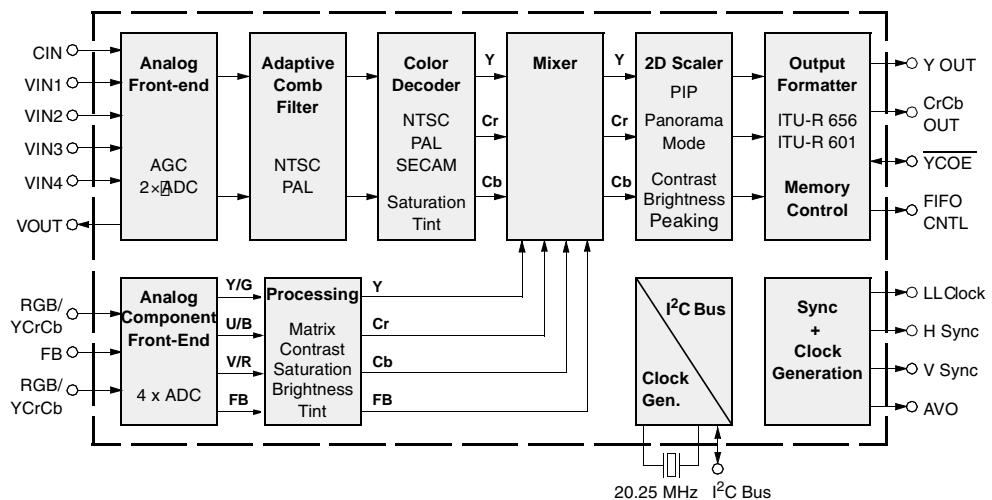 CIN
VIN1
VIN2
VIN3
VIN4
VOUT
Analog
Front-end
AGC
2×ADC
Adaptive
Comb
Filter
NTSC
PAL
Color
Decoder
NTSC
PAL
SECAM
Saturation
Tint
Y
Cr
Cb
Mixer
Y
Cr
Cb
2D Scaler
PIP
Panorama
Mode
Contrast
Brightness
Peaking
Output
Formatter
ITU-R 656
ITU-R 601
Memory
Control
Y OUT
CrCb
OUT
YCOE
FIFO
CNTL
RGB/
YCrCb
FB
RGB/
YCrCb
Analog
Component
Front-End
4 x ADC
Y/G
U/B
V/R
FB
Processing
Matrix
Contrast
Saturation
Brightness
Tint
Y
Cr
Cb
FB
I²C Bus
Clock
Gen.
20.25 MHz
I²C Bus
Sync
+
Clock
Generation
LL Clock
H Sync
V Sync
AVO